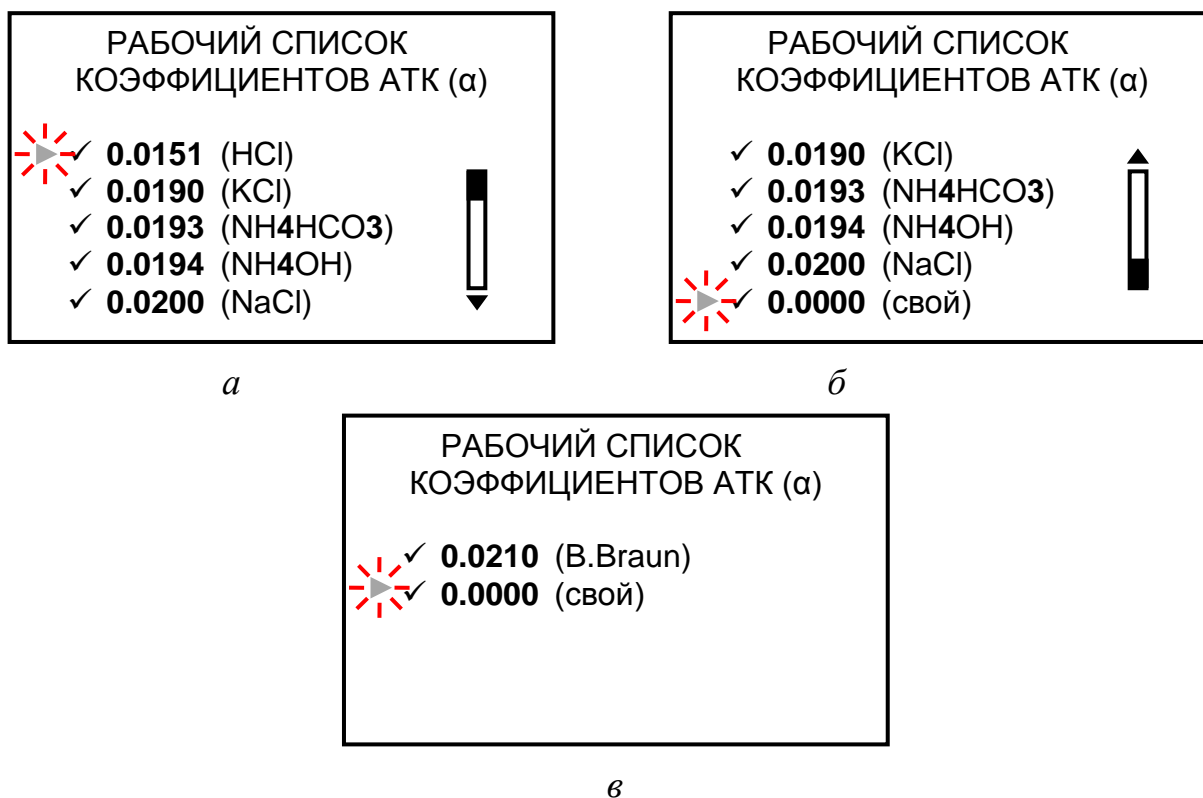 РАБОЧИЙ СПИСОК
КОЭФФИЦИЕНТОВ АТК (α)
✓ 0.0151 (HCl)
✓ 0.0190 (KCl)
✓ 0.0193 (NH4HCO3)
✓ 0.0194 (NH4OH)
✓ 0.0200 (NaCl)
а
РАБОЧИЙ СПИСОК
КОЭФФИЦИЕНТОВ АТК (α)
✓ 0.0190 (KCl)
✓ 0.0193 (NH4HCO3)
✓ 0.0194 (NH4OH)
✓ 0.0200 (NaCl)
✓ 0.0000 (свой)
б
РАБОЧИЙ СПИСОК
КОЭФФИЦИЕНТОВ АТК (α)
✓ 0.0210 (B.Braun)
✓ 0.0000 (свой)
в